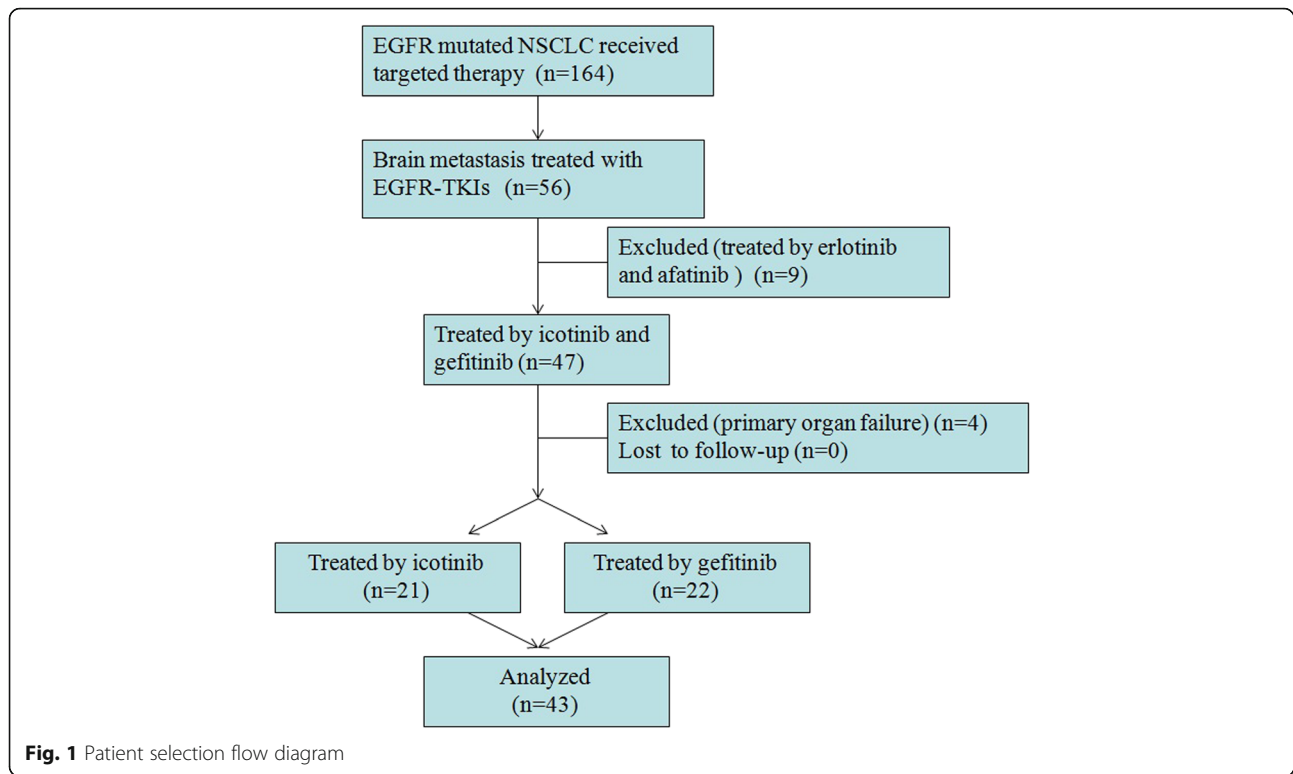 EGFR mutated NSCLC received
targeted therapy (n=164)
Brain metastasis treated with
EGFR-TKIs (n=56)
Excluded (treated by erlotinib
and afatinib ) (n=9)
Treated by icotinib and
gefitinib (n=47)
Excluded (primary organ failure) (n=4)
Lost to follow-up (n=0)
Treated by icotinib
(n=21)
Treated by gefitinib
(n=22)
Analyzed
(n=43)
Fig. 1 Patient selection flow diagram